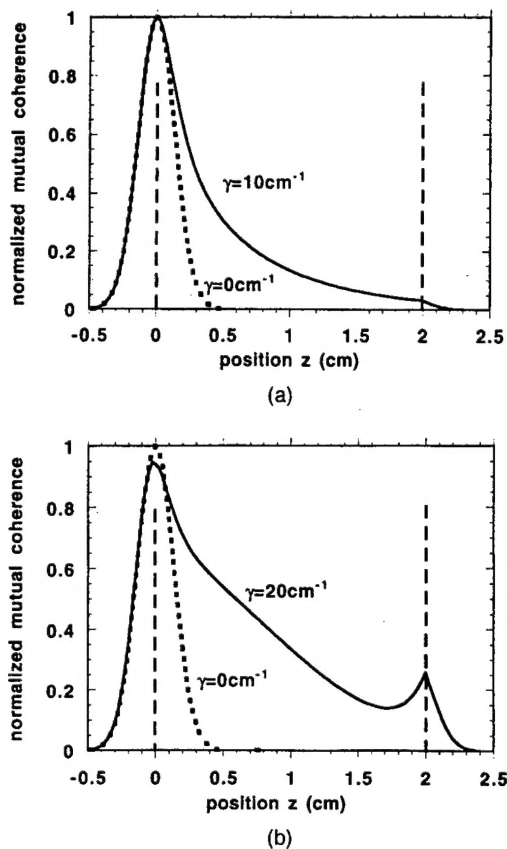 1
0.8
0.6
0.4
0.2
0
normalized mutual coherence
γ=10cm⁻¹
γ=0cm⁻¹
-0.5 0 0.5 1 1.5 2 2.5
position z (cm)
(a)
1
0.8
0.6
0.4
0.2
0
normalized mutual coherence
γ=20cm⁻¹
γ=0cm⁻¹
-0.5 0 0.5 1 1.5 2 2.5
position z (cm)
(b)